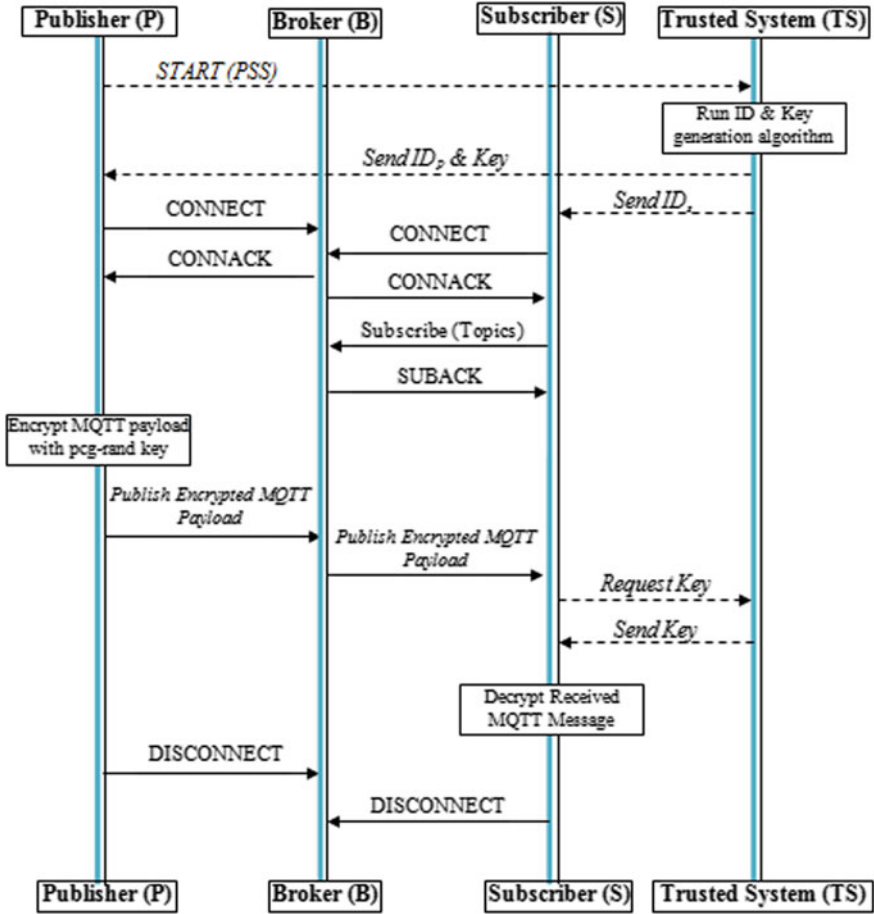 Publisher (P)
Broker (B)
Subscriber (S)
Trusted System (TS)
START (PSS)
Run ID & Key
generation algorithm
Send IDp & Key
Send IDs
CONNECT
CONNECT
CONNACK
CONNACK
Subscribe (Topics)
SUBACK
Encrypt MQTT payload
with pcg-rand key
Publish Encrypted MQTT
Payload
Publish Encrypted MQTT
Payload
Request Key
Send Key
Decrypt Received
MQTT Message
DISCONNECT
DISCONNECT
Publisher (P)
Broker (B)
Subscriber (S)
Trusted System (TS)